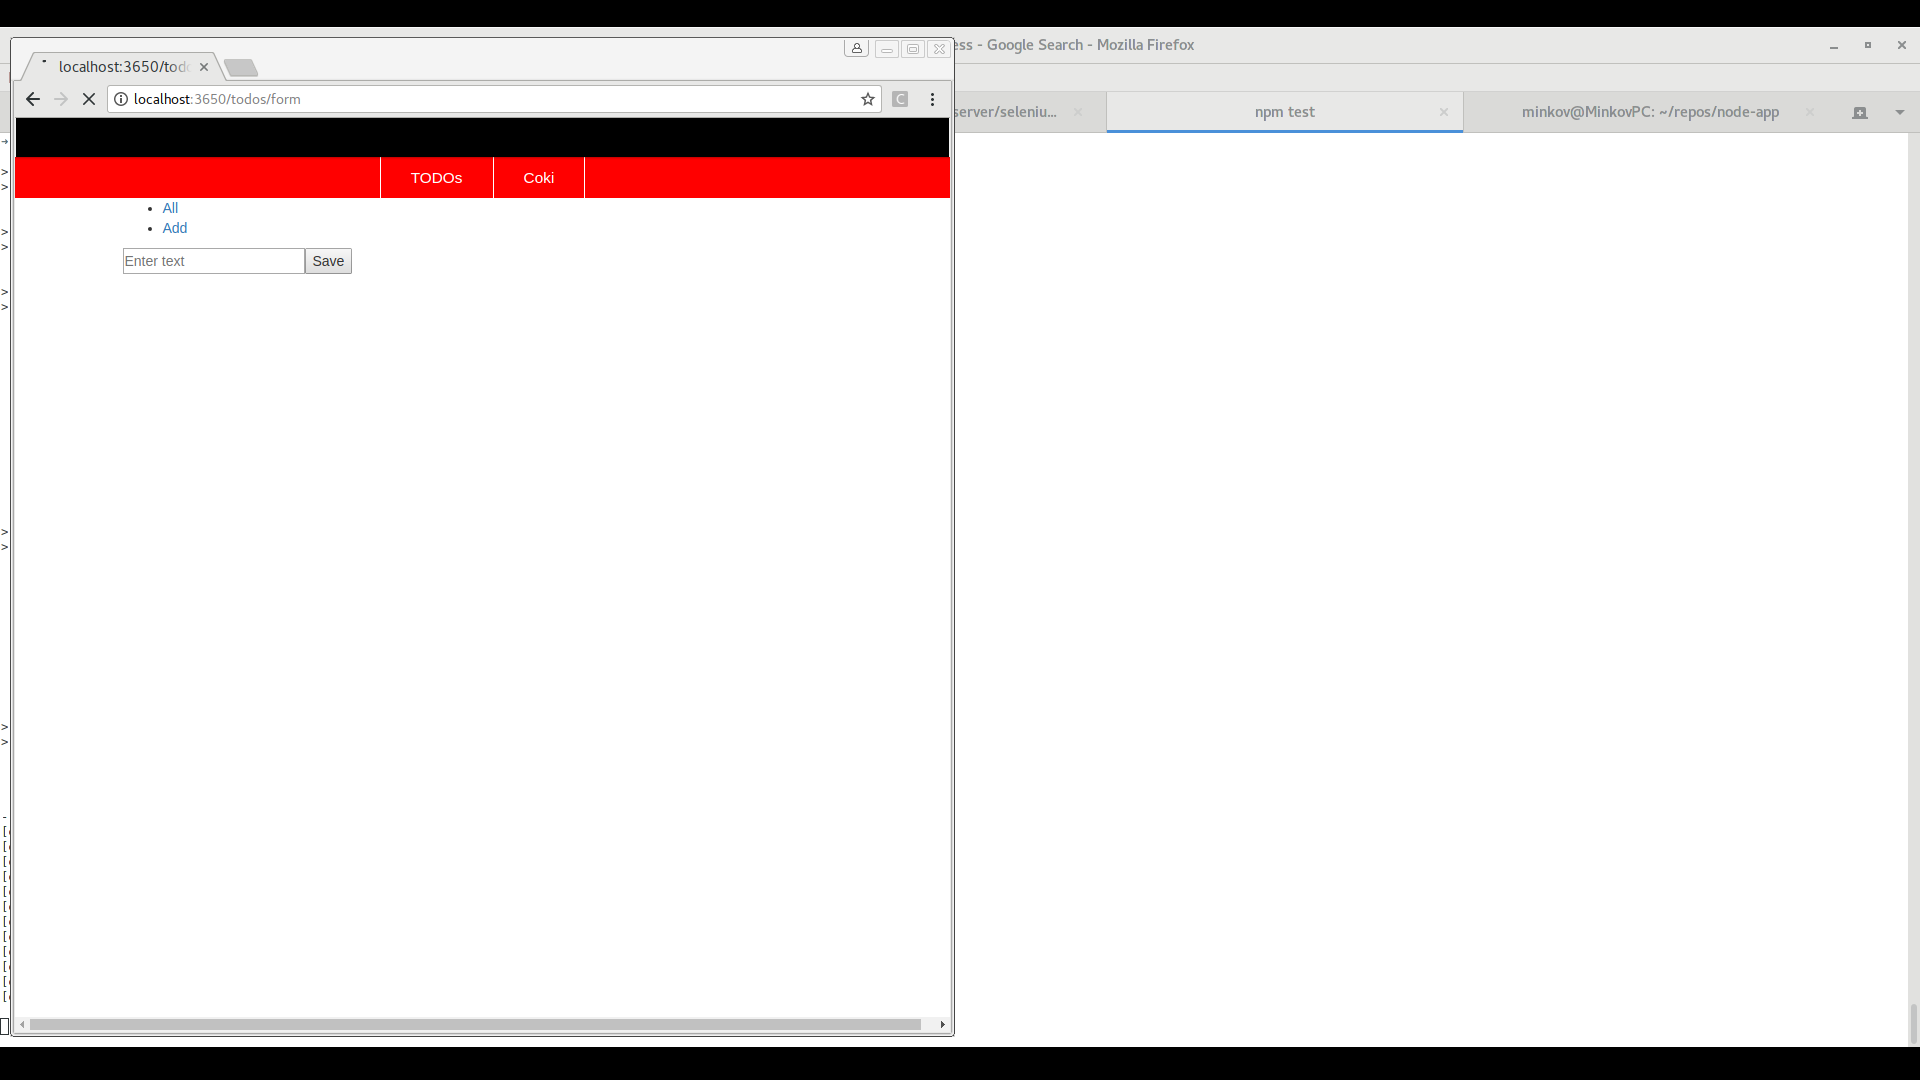 ess - Google Search - Mozilla Firefox
localhost:3650/todo
localhost:3650/todos/form
server/seleniu...
npm test
minkov@MinkovPC: ~/repos/node-app
TODOs
Coki
All
Add
Enter text
Save